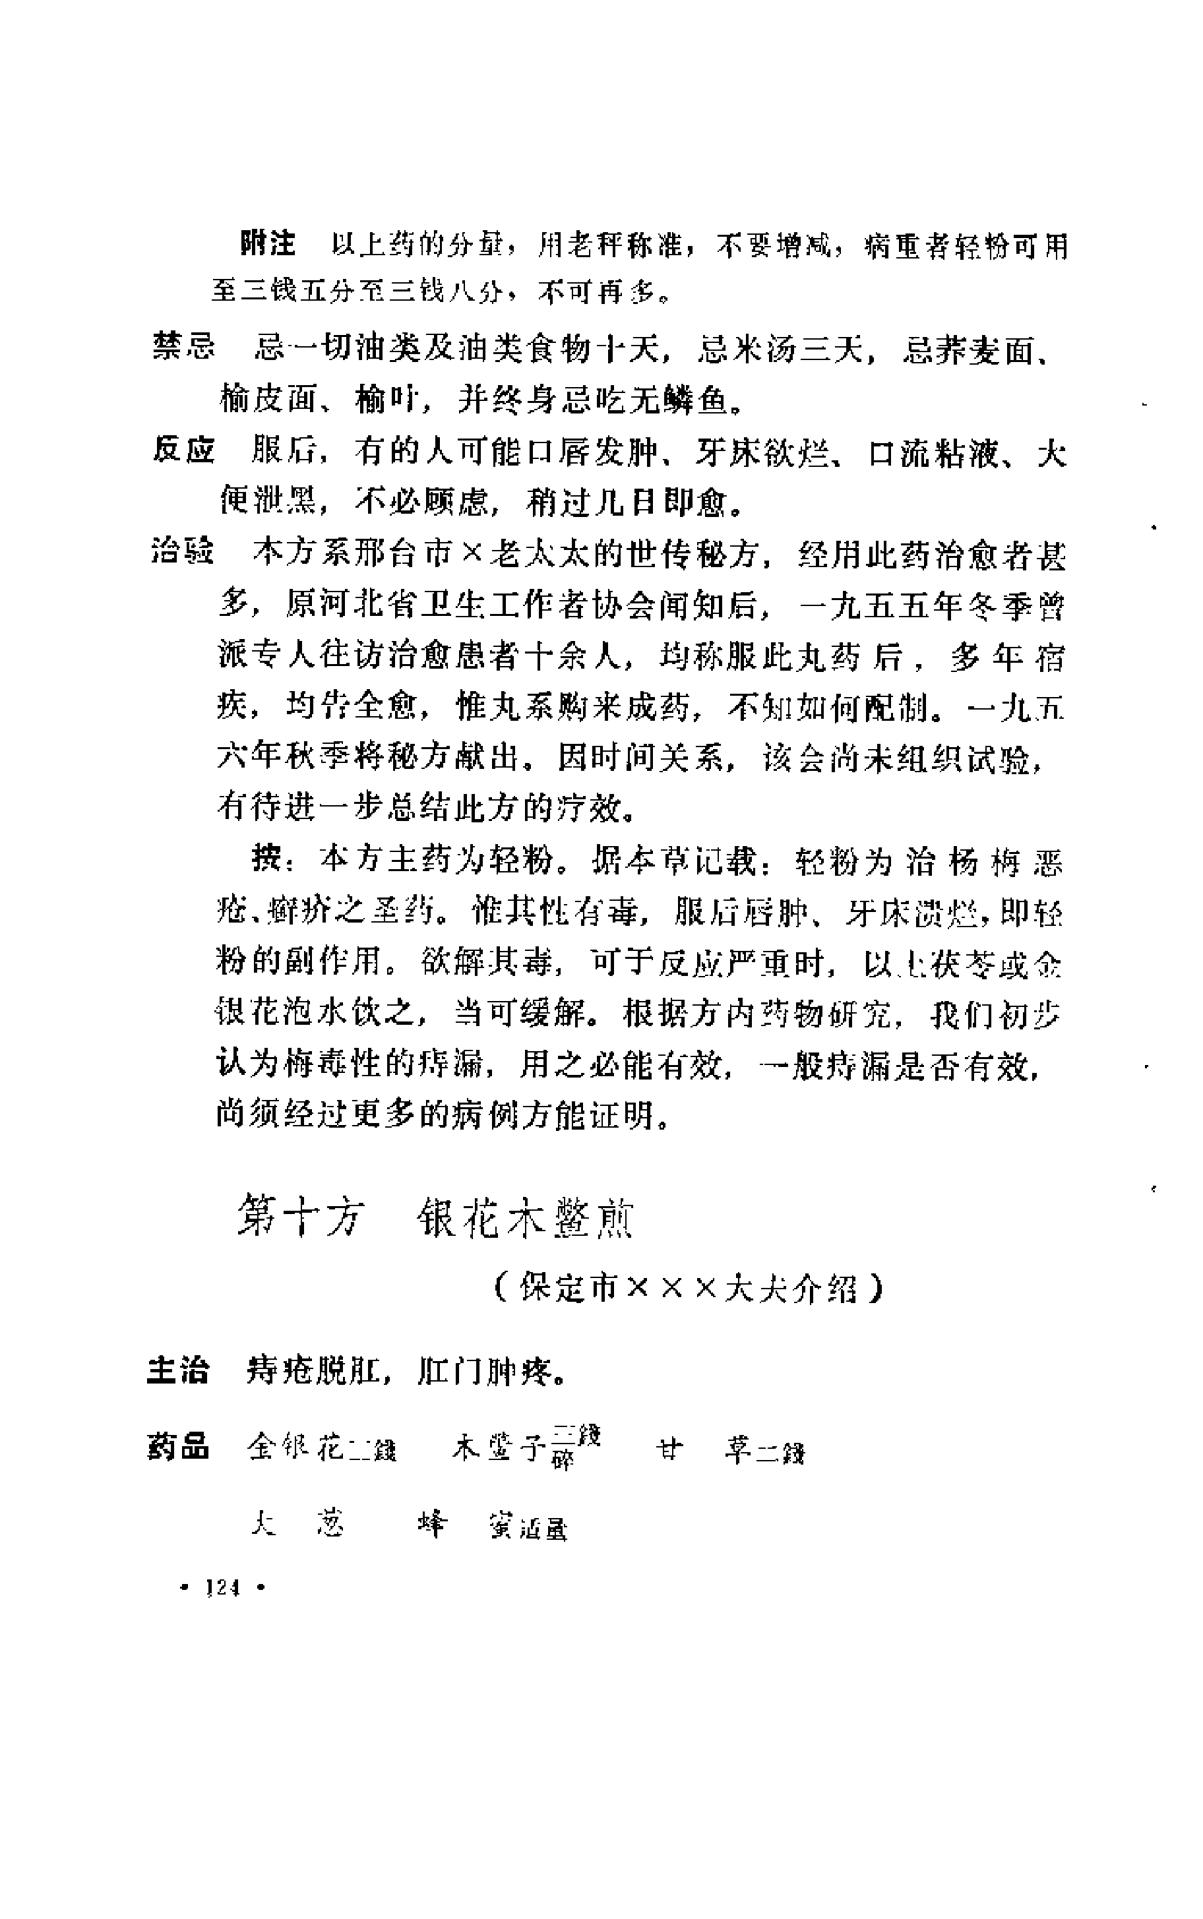 附注 以上药的分量，用老秤称准，不要增减，病重者轻粉可用
至三钱五分至三钱八分，不可再多。
禁忌 忌一切油类及油类食物十天，忌米汤三天，忌荞麦面、
榆皮面、榆叶，并终身忌吃无鳞鱼。
反应 服后，有的人可能口唇发肿、牙床欲烂、口流粘液、大
便泄黑，不必顾虑，稍过几日即愈。
治验 本方系邢台市×老太太的世传秘方，经用此药治愈者甚
多，原河北省卫生工作者协会闻知后，一九五五年冬季曾
派专人往访治愈患者十余人，均称服此丸药后，多年宿
疾，均告全愈，惟丸系购来成药，不知如何配制。一九五
六年秋季将秘方献出。因时间关系，该会尚未组织试验，
有待进一步总结此方的疗效。
按：本方主药为轻粉。据本草记载：轻粉为治杨梅恶
疮、癣疥之圣药。惟其性有毒，服后唇肿、牙床溃烂，即轻
粉的副作用。欲解其毒，可于反应严重时，以土茯苓或金
银花泡水饮之，当可缓解。根据方内药物研究，我们初步
认为梅毒性的痔漏，用之必能有效，一般痔漏是否有效，
尚须经过更多的病例方能证明。
第十方 银花木鳖煎
（保定市×××大夫介绍）
主治 痔疮脱肛，肛门肿疼。
药品 金银花二錢 木鳖子三錢碎 甘草二錢
大葱 蜂蜜适量
·124·